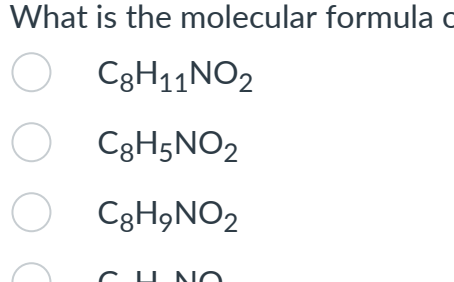 What is the molecular formula
C₈H₁₁NO₂
C₈H₅NO₂
C₈H₉NO₂